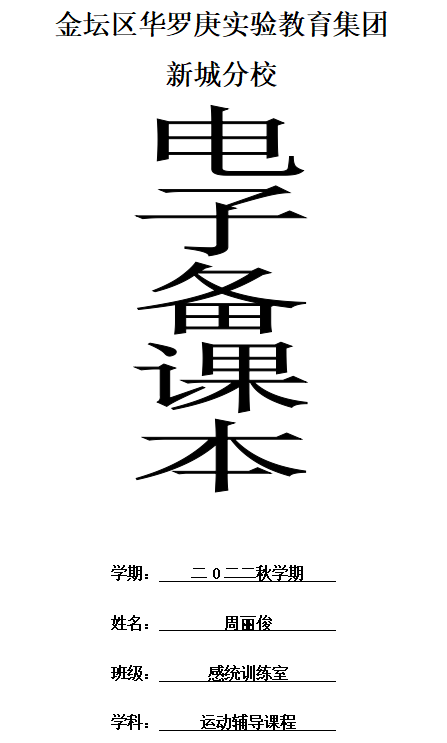 金坛区华罗庚实验教育集团
新城分校
电
子
备
课
本
学期：二0二二秋学期
姓名：周丽俊
班级：感统训练室
学科：运动辅导课程